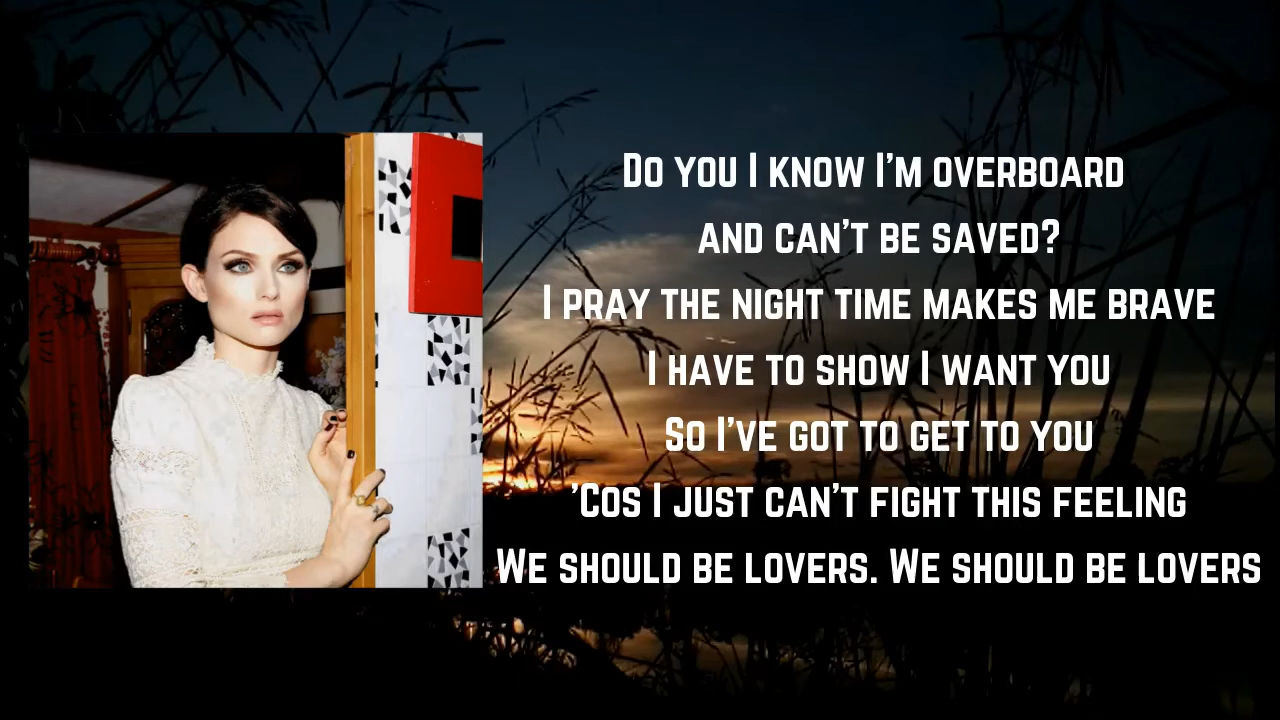 Do you I know I'm overboard
and can't be saved?
I pray the night time makes me brave
I have to show I want you
So I've got to get to you
'Cos I just can't fight this feeling
We should be lovers. We should be lovers